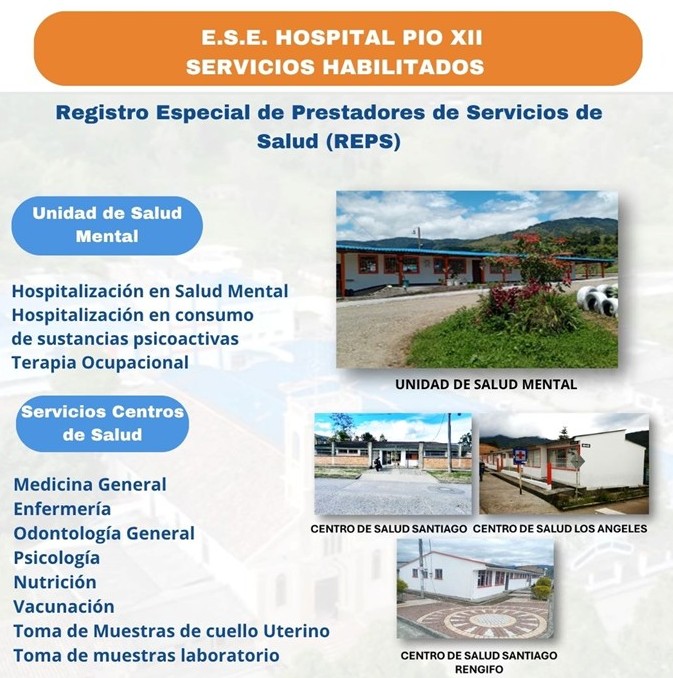 E.S.E. HOSPITAL PIO XII
SERVICIOS HABILITADOS
Registro Especial de Prestadores de Servicios de
Salud (REPS)
Unidad de Salud
Mental
Hospitalización en Salud Mental
Hospitalización en consumo
de sustancias psicoactivas
Terapia Ocupacional
UNIDAD DE SALUD MENTAL
Servicios Centros
de Salud
Medicina General
Enfermería
Odontología General
Psicología
Nutrición
Vacunación
Toma de Muestras de cuello Uterino
Toma de muestras laboratorio
CENTRO DE SALUD SANTIAGO
CENTRO DE SALUD LOS ANGELES
CENTRO DE SALUD SANTIAGO
RENGIFO